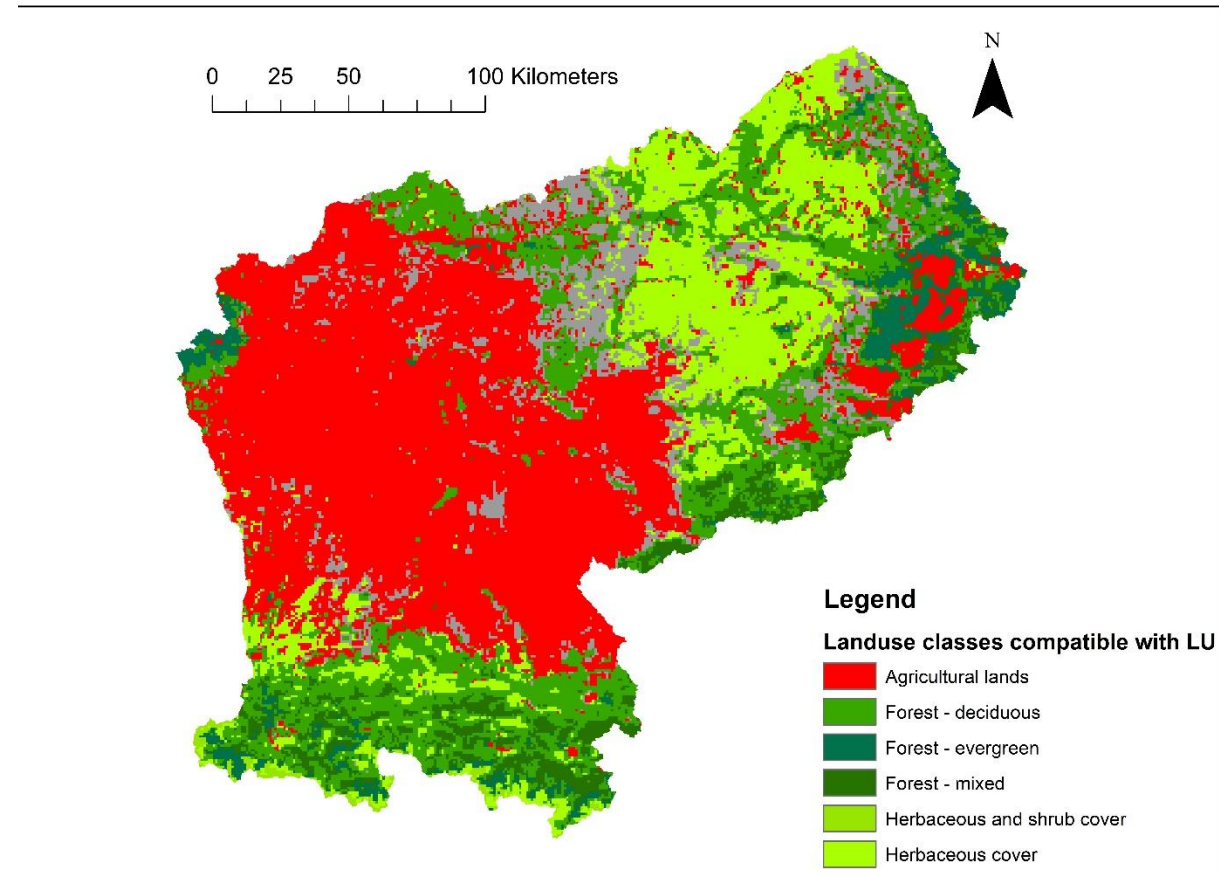 N
0 25 50 100 Kilometers
Legend
Landuse classes compatible with LU
Agricultural lands
Forest - deciduous
Forest - evergreen
Forest - mixed
Herbaceous and shrub cover
Herbaceous cover